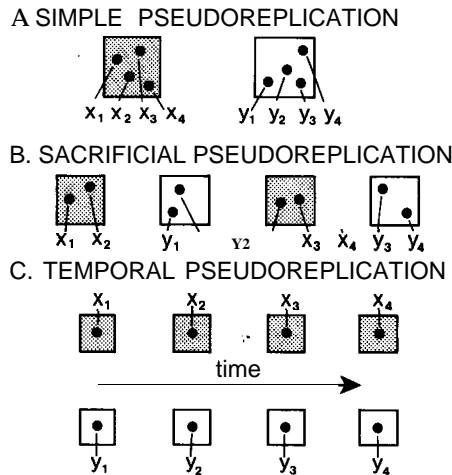 A SIMPLE PSEUDOREPLICATION
x1 x2 x3 x4 y1 y2 y3 y4
B. SACRIFICIAL PSEUDOREPLICATION
x1 x2 y1 Y2 x3 x4 y3 y4
C. TEMPORAL PSEUDOREPLICATION
x1 x2 x3 x4
time
y1 y2 y3 y4